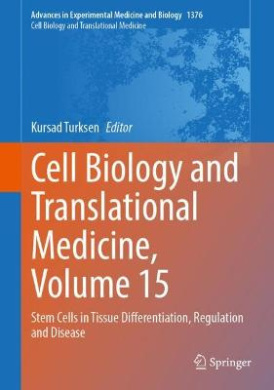 Advances in Experimental Medicine and Biology 1376
Cell Biology and Translational Medicine
Kursad Turksen Editor
Cell Biology and
Translational
Medicine,
Volume 15
Stem Cells in Tissue Differentiation, Regulation
and Disease
Springer